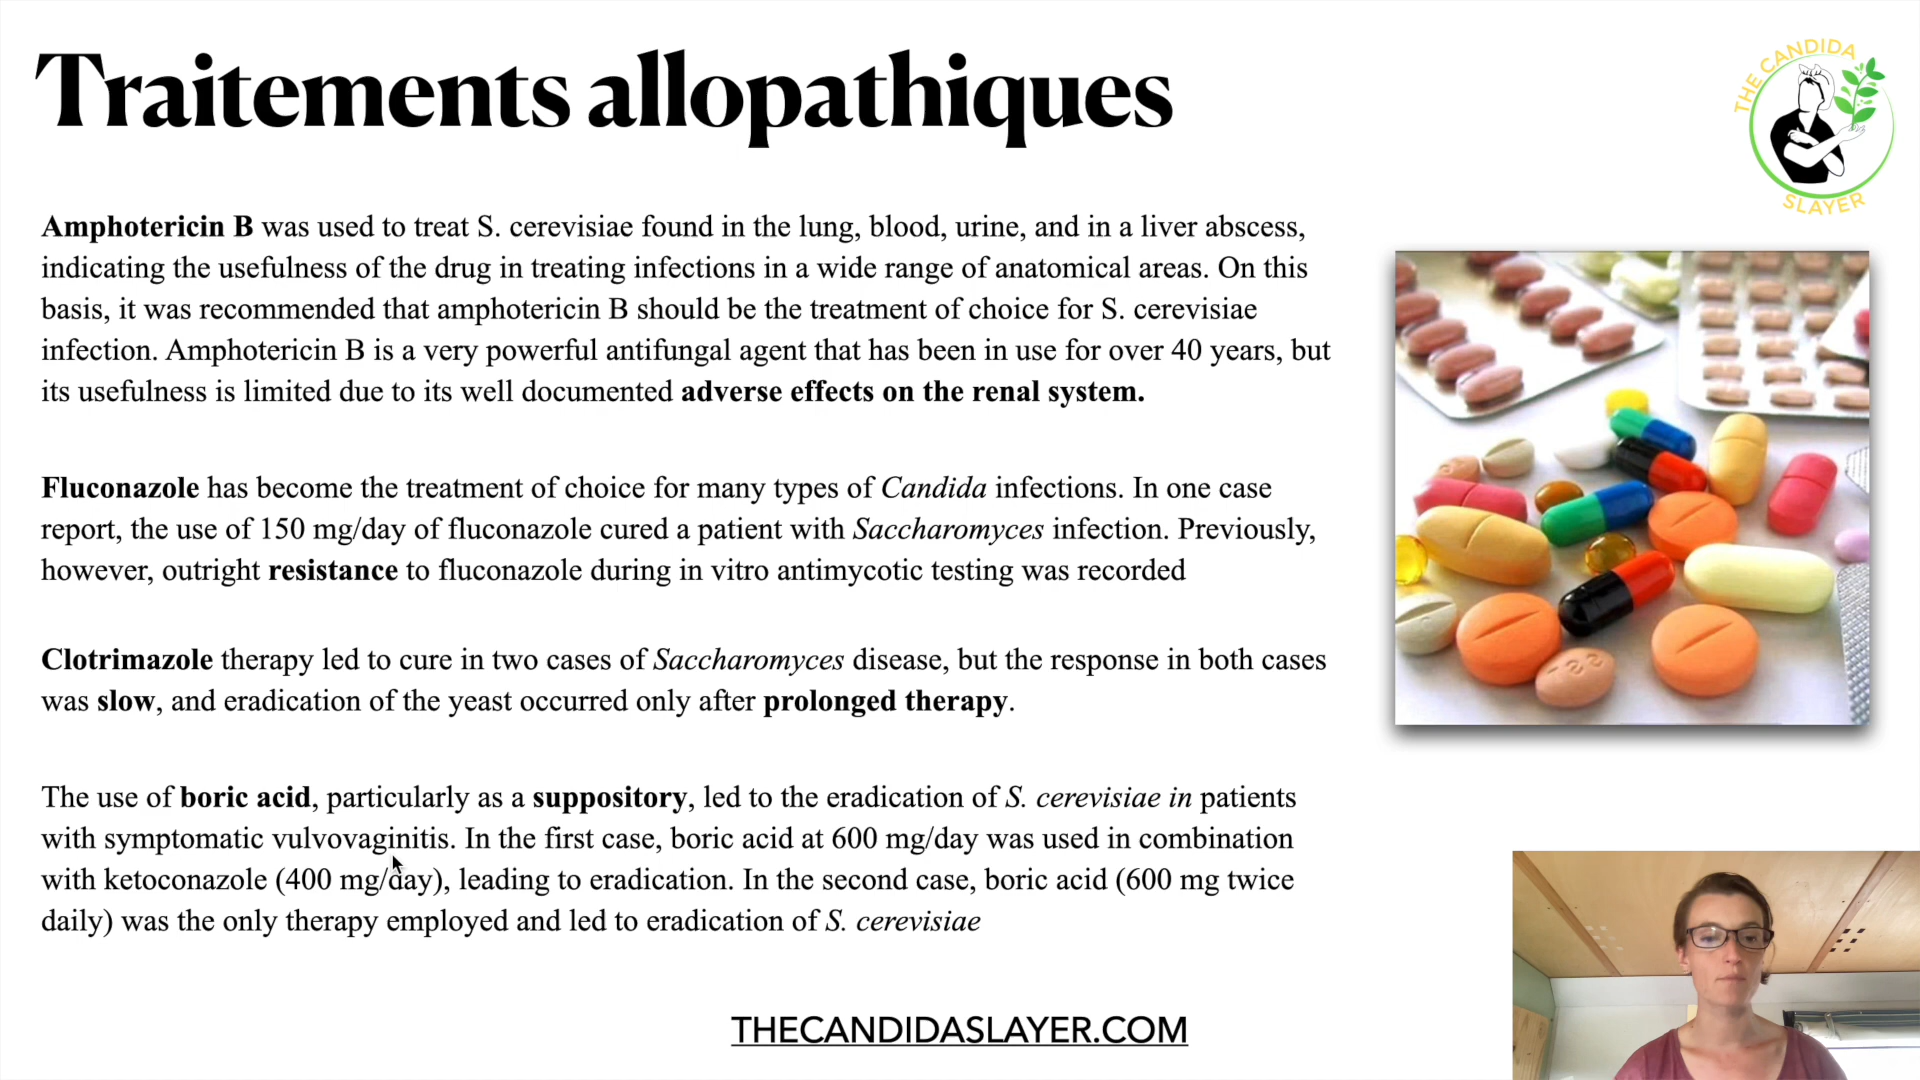 Traitements allopathiques
THE CANDIDA
SLAYER
Amphotericin B was used to treat S. cerevisiae found in the lung, blood, urine, and in a liver abscess,
indicating the usefulness of the drug in treating infections in a wide range of anatomical areas. On this
basis, it was recommended that amphotericin B should be the treatment of choice for S. cerevisiae
infection. Amphotericin B is a very powerful antifungal agent that has been in use for over 40 years, but
its usefulness is limited due to its well documented adverse effects on the renal system.
Fluconazole has become the treatment of choice for many types of Candida infections. In one case
report, the use of 150 mg/day of fluconazole cured a patient with Saccharomyces infection. Previously,
however, outright resistance to fluconazole during in vitro antimycotic testing was recorded
Clotrimazole therapy led to cure in two cases of Saccharomyces disease, but the response in both cases
was slow, and eradication of the yeast occurred only after prolonged therapy.
The use of boric acid, particularly as a suppository, led to the eradication of S. cerevisiae in patients
with symptomatic vulvovaginitis. In the first case, boric acid at 600 mg/day was used in combination
with ketoconazole (400 mg/day), leading to eradication. In the second case, boric acid (600 mg twice
daily) was the only therapy employed and led to eradication of S. cerevisiae
THECANDIDASLAYER.COM